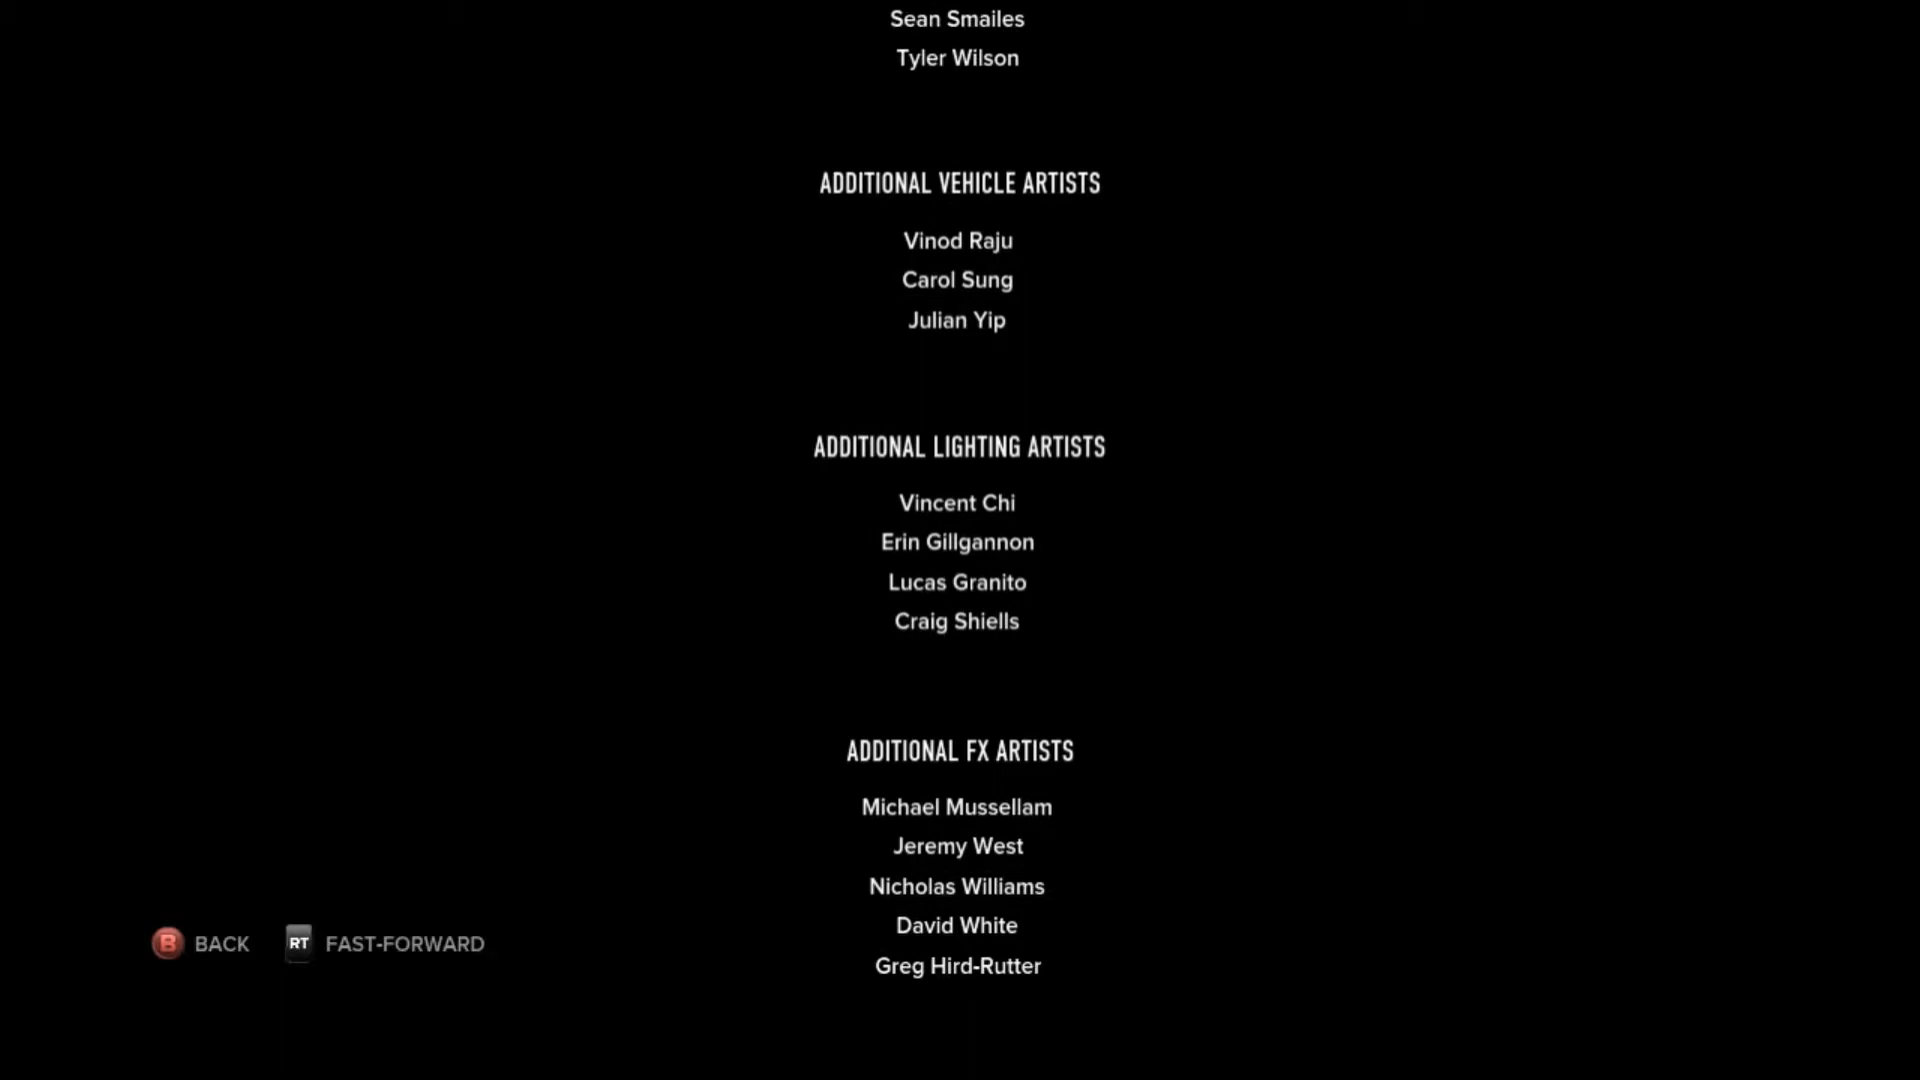 Sean Smailes
Tyler Wilson
ADDITIONAL VEHICLE ARTISTS
Vinod Raju
Carol Sung
Julian Yip
ADDITIONAL LIGHTING ARTISTS
Vincent Chi
Erin Gillgannon
Lucas Granito
Craig Shiells
ADDITIONAL FX ARTISTS
Michael Mussellam
Jeremy West
Nicholas Williams
David White
Greg Hird-Rutter
B BACK RT FAST-FORWARD